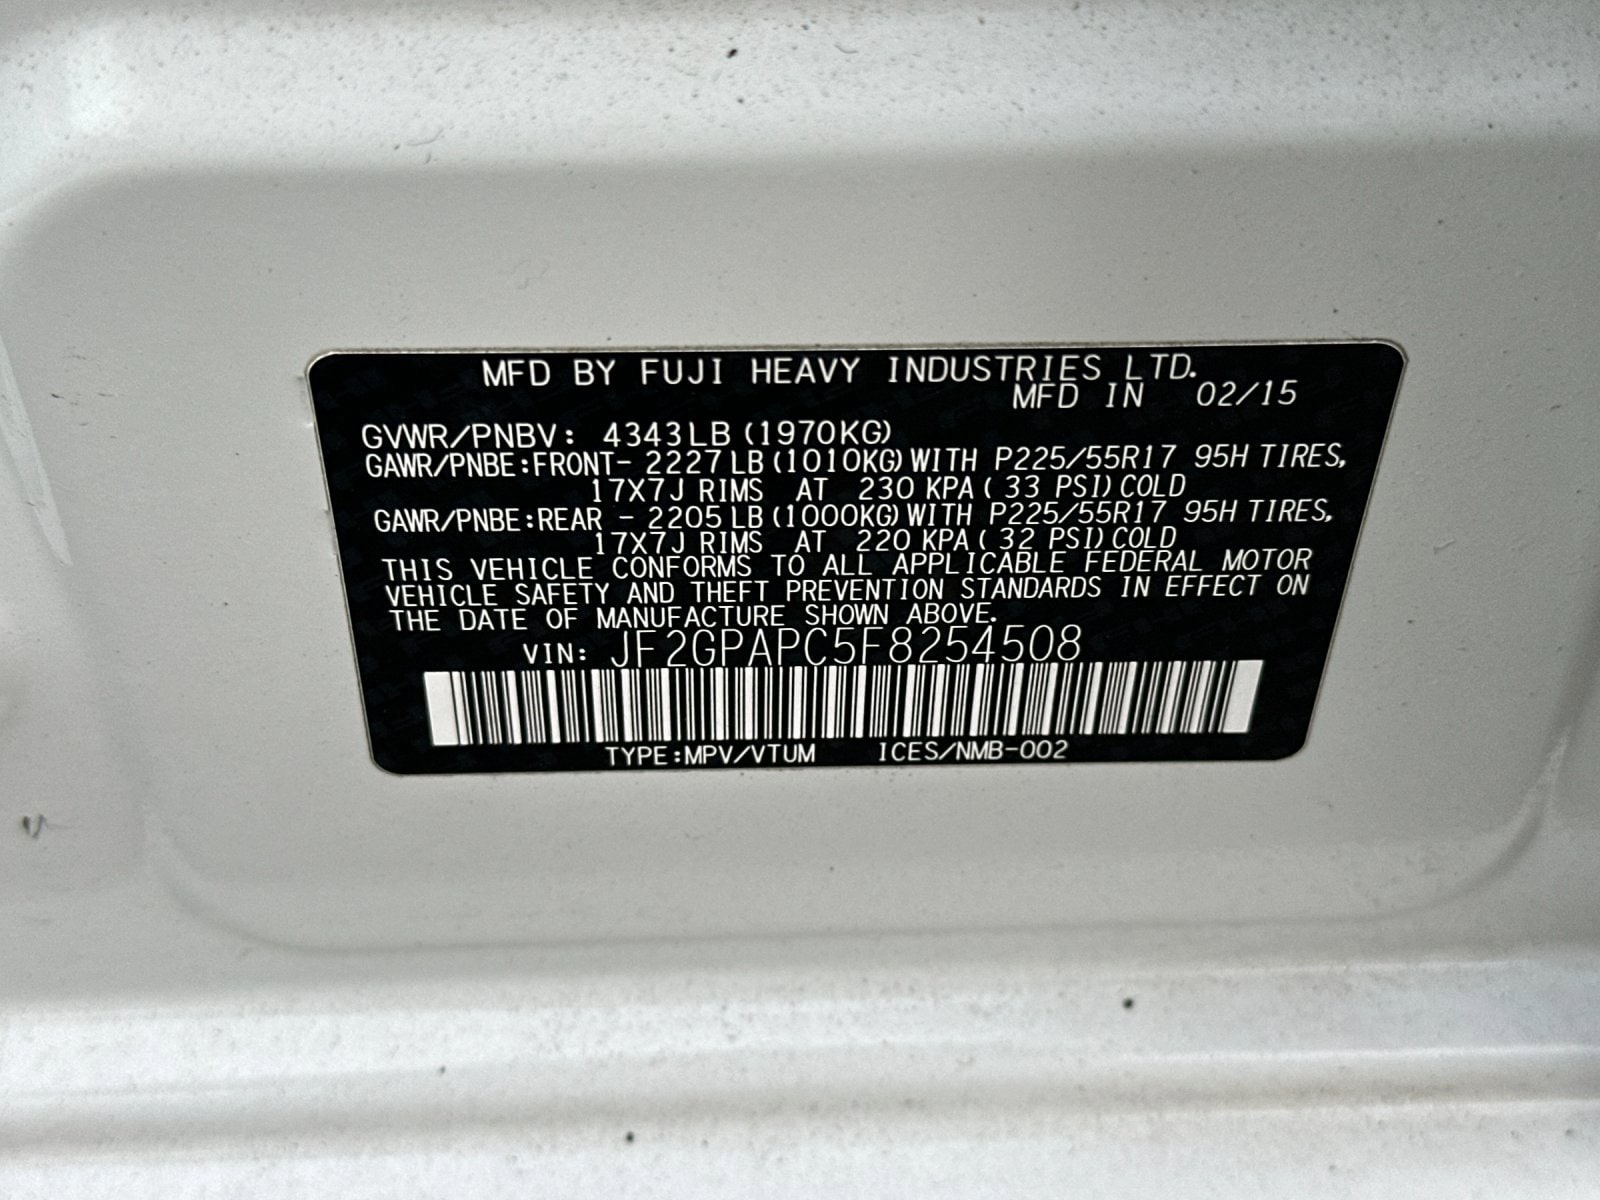 MFD BY FUJI HEAVY INDUSTRIES LTD.
MFD IN 02/15
GVWR/PNBV: 4343LB (1970KG)
GAWR/PNBE:FRONT- 2227LB (1010KG) WITH P225/55R17 95H TIRES,
17X7J RIMS AT 230 KPA ( 33 PSI) COLD
GAWR/PNBE:REAR - 2205LB (1000KG) WITH P225/55R17 95H TIRES,
17X7J RIMS AT 220 KPA ( 32 PSI) COLD
THIS VEHICLE CONFORMS TO ALL APPLICABLE FEDERAL MOTOR
VEHICLE SAFETY AND THEFT PREVENTION STANDARDS IN EFFECT ON
THE DATE OF MANUFACTURE SHOWN ABOVE.
VIN: JF2GPAPC5F8254508
TYPE:MPV/VTUM ICES/NMB-002